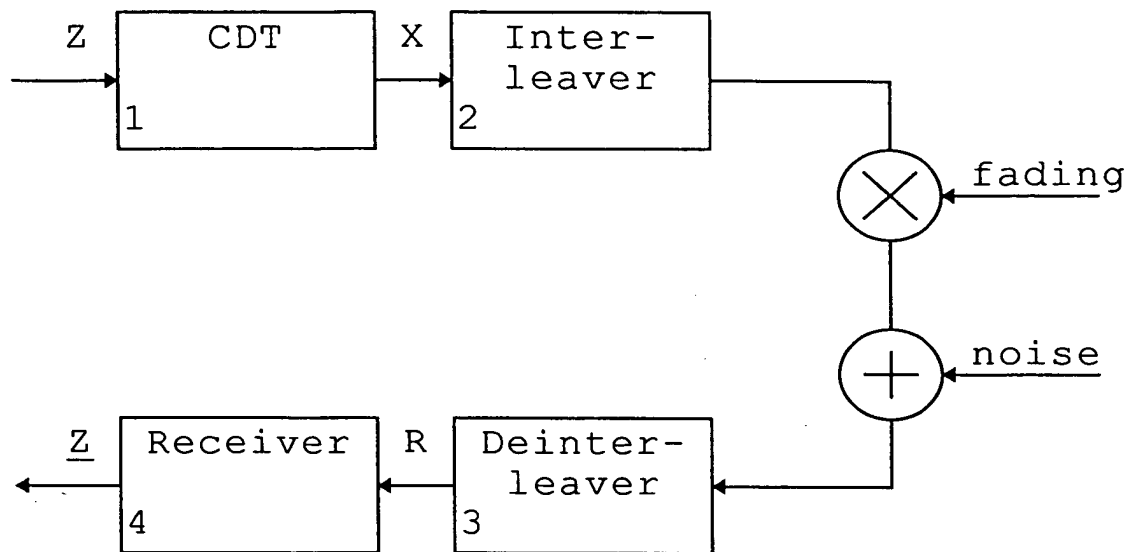 Z
CDT
1
X
Inter-
leaver
2
fading
noise
Z
Receiver
4
R
Deinter-
leaver
3